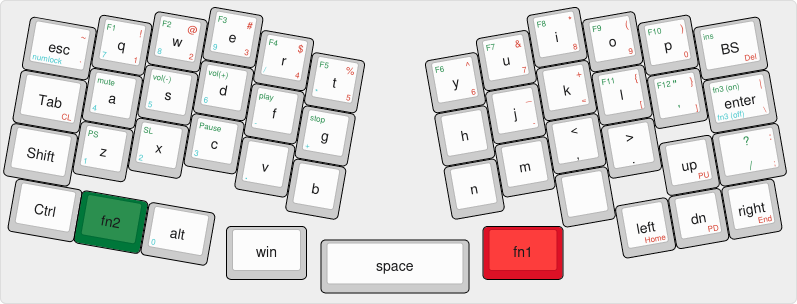 esc ~ numlock
F1 ! q 7 1
F2 @ w 8 2
F3 # e 9 3
F4 $ r / 4
F5 % t 5
F6 ^ y 6
F7 & u 7
F8 * i 8
F9 ( o 9
F10 ) p 0
ins BS Del
Tab CL
mute a 4
vol(-) s 5
vol(+) d 6
play f
stop g +
h
j _ -
k + =
F11 { l [
F12 " } ' ]
fn3 (on) | enter fn3 (off) \
Shift
PS z 1
SL x 2
Pause c 3
v
b
n
m
< ,
> .
up PU
? : / ;
Ctrl
fn2
alt 0
win
space
fn1
left Home
dn PD
right End